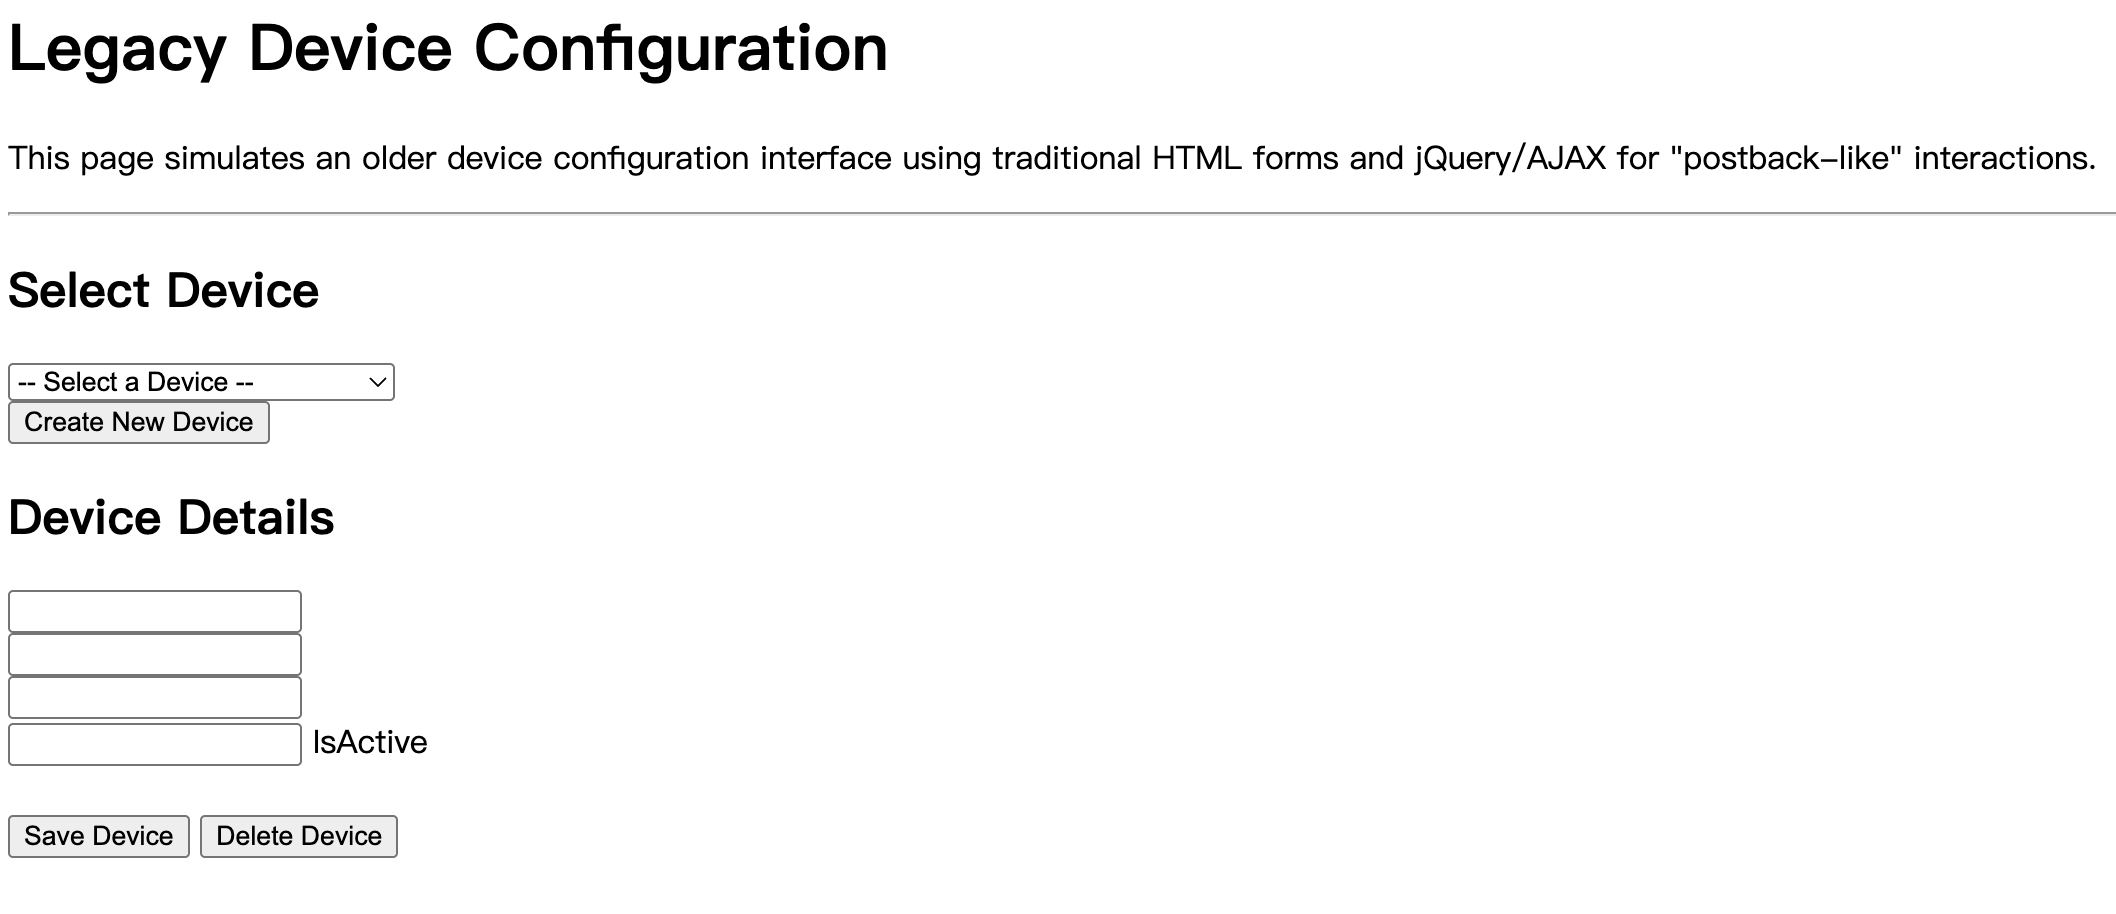 Legacy Device Configuration
This page simulates an older device configuration interface using traditional HTML forms and jQuery/AJAX for "postback-like" interactions.
Select Device
-- Select a Device --
Create New Device
Device Details
IsActive
Save Device Delete Device